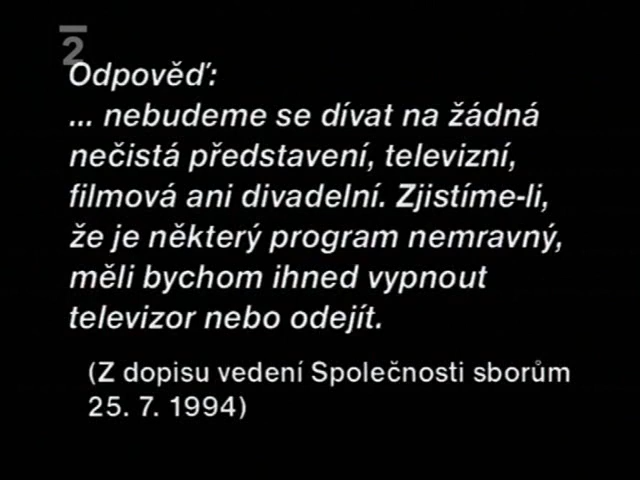 2
Odpověď:
... nebudeme se dívat na žádná
nečistá představení, televizní,
filmová ani divadelní. Zjistíme-li,
že je některý program nemravný,
měli bychom ihned vypnout
televizor nebo odejít.
(Z dopisu vedení Společnosti sborům
25. 7. 1994)